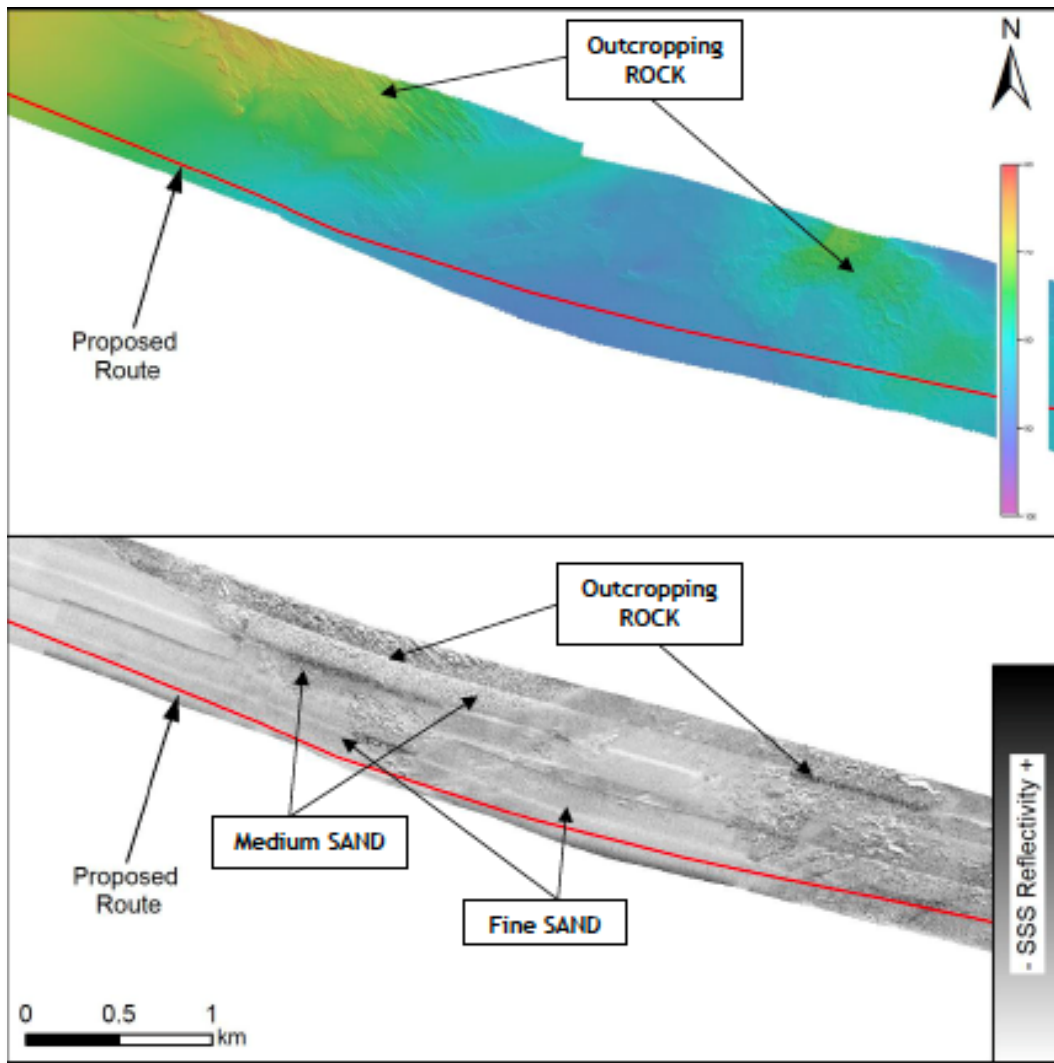 Outcropping
ROCK
N
Proposed
Route
Outcropping
ROCK
Medium SAND
Proposed
Route
Fine SAND
- SSS Reflectivity +
0 0,5 1
km